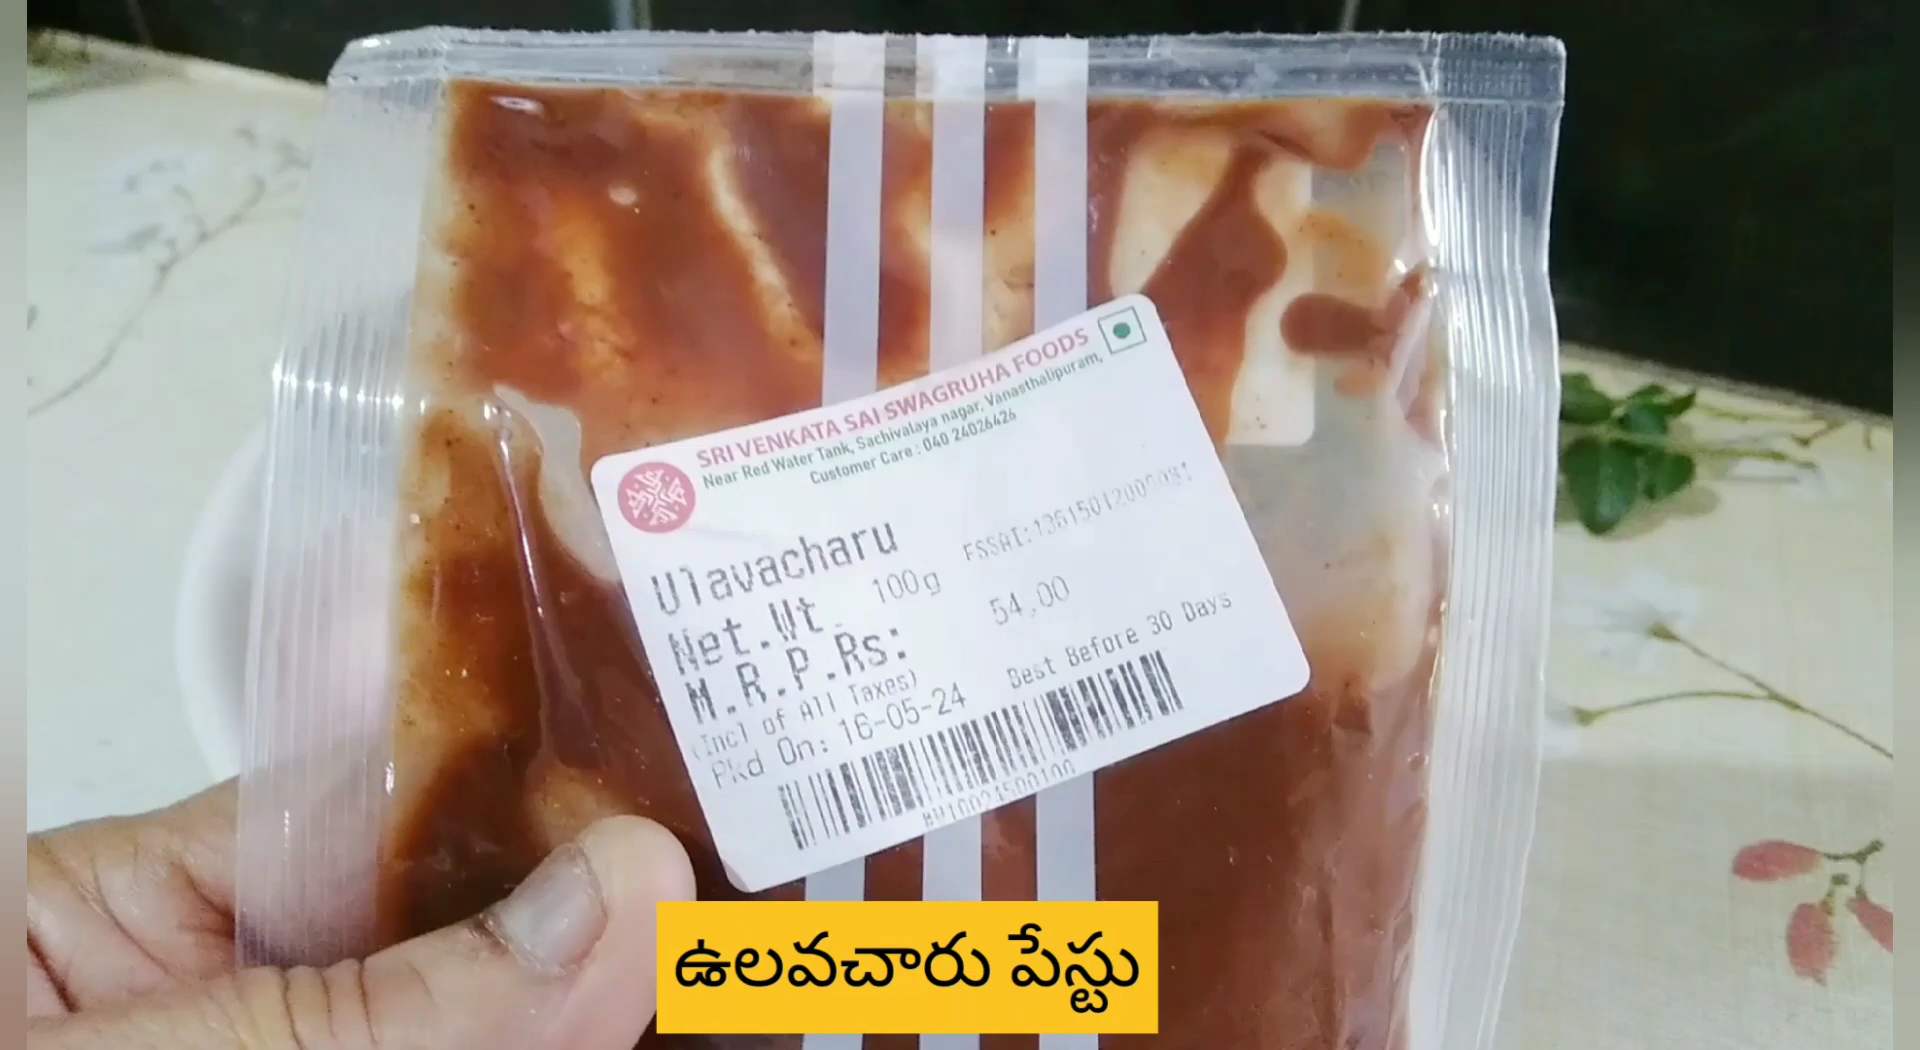 SRI VENKATA SAI SWAGRUHA FOODS
Near Red Water Tank, Sachivalaya nagar, Vanasthalipuram,
Customer Care : 040 24026426
Ulavacharu
FSSAI:
Net.Wt 100g
M.R.P.Rs: 54.00
(Incl of All Taxes)
Pkd On: 16-05-24 Best Before 30 Days
ఉలవచారు పేస్టు